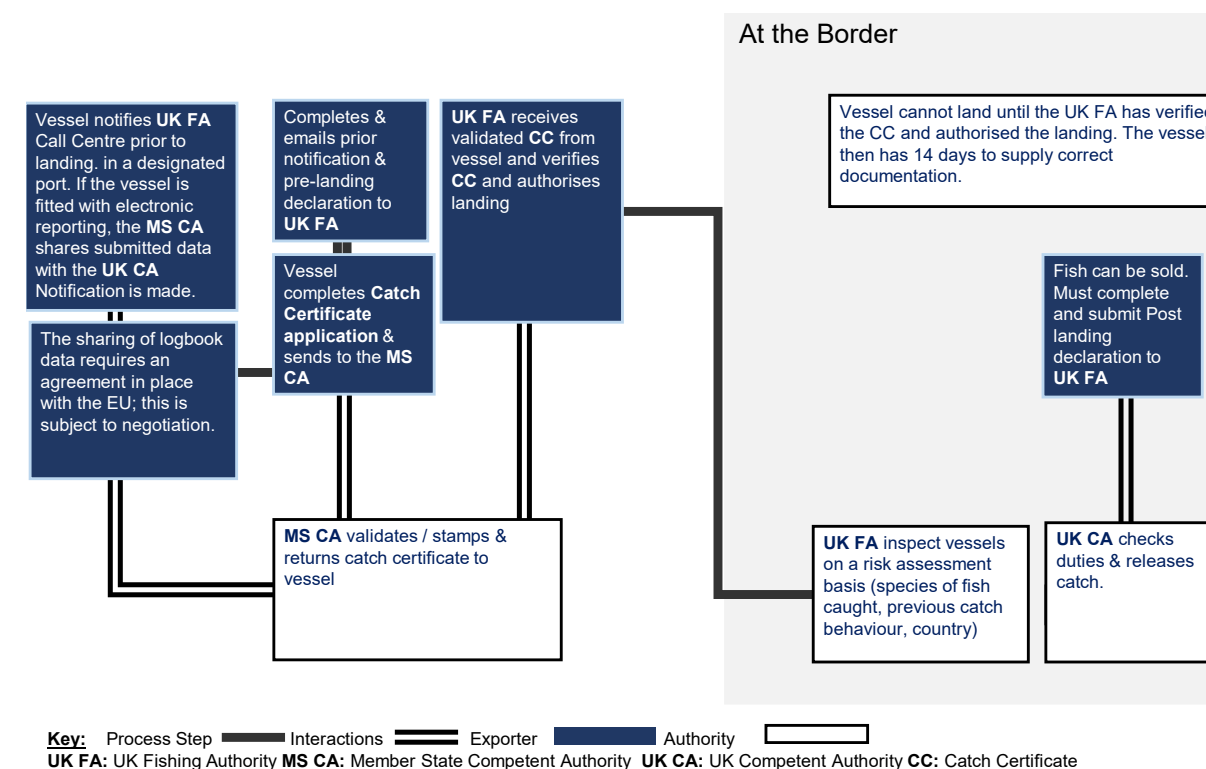 At the Border
Vessel notifies UK FA
Call Centre prior to
landing. in a designated
port. If the vessel is
fitted with electronic
reporting, the MS CA
shares submitted data
with the UK CA
Notification is made.
The sharing of logbook
data requires an
agreement in place
with the EU; this is
subject to negotiation.
Completes &
emails prior
notification &
pre-landing
declaration to
UK FA
Vessel
completes Catch
Certificate
application &
sends to the MS
CA
UK FA receives
validated CC from
vessel and verifies
CC and authorises
landing
MS CA validates / stamps &
returns catch certificate to
vessel
Vessel cannot land until the UK FA has verified
the CC and authorised the landing. The vessel
then has 14 days to supply correct
documentation.
UK FA inspect vessels
on a risk assessment
basis (species of fish
caught, previous catch
behaviour, country)
Fish can be sold.
Must complete
and submit Post
landing
declaration to
UK FA
UK CA checks
duties & releases
catch.
Key: Process Step Interactions Exporter Authority
UK FA: UK Fishing Authority MS CA: Member State Competent Authority UK CA: UK Competent Authority CC: Catch Certificate